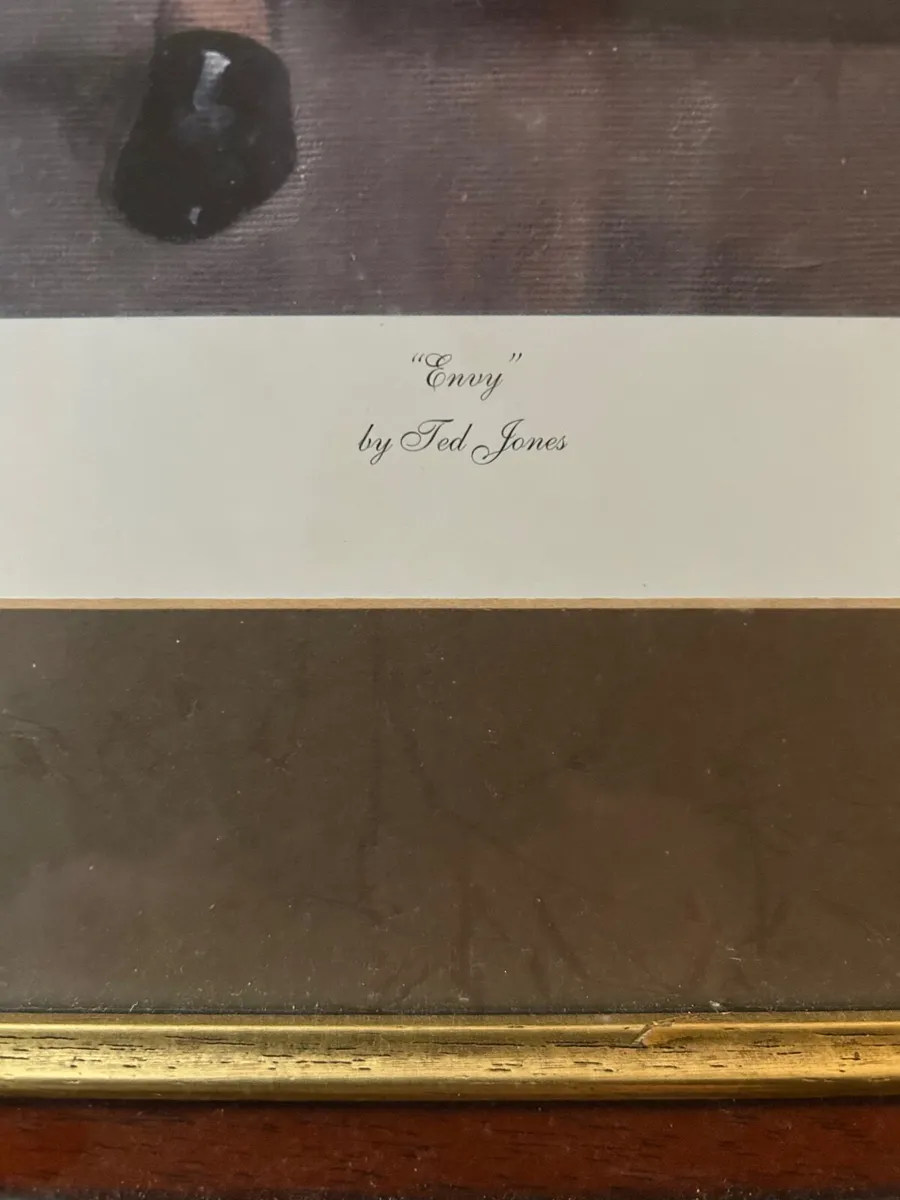 “Envy”
by Ted Jones